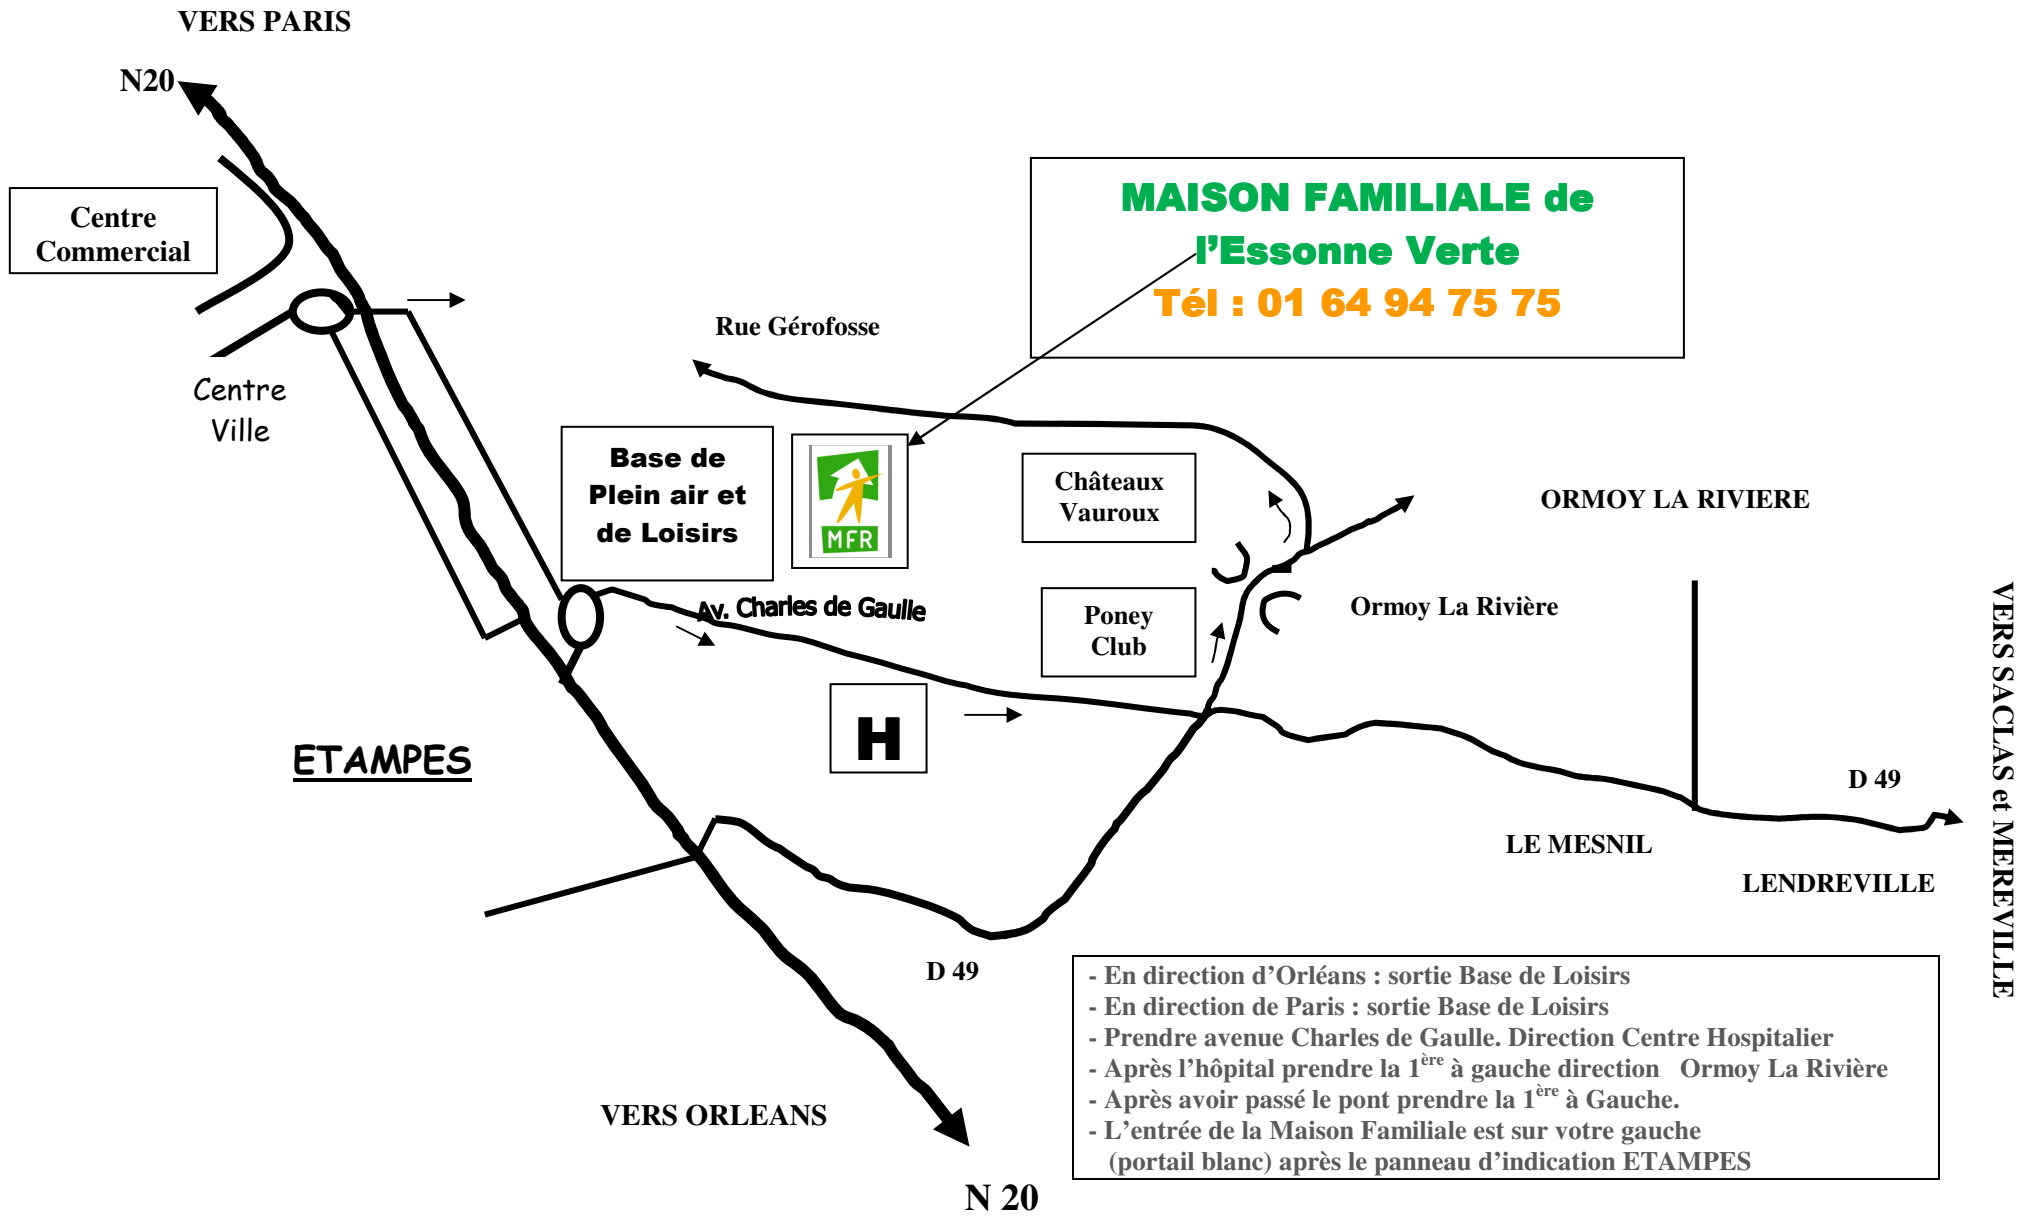 VERS PARIS
N20
Centre
Commercial
MAISON FAMILIALE de
l’Essonne Verte
Tél : 01 64 94 75 75
Rue Gérofosse
Centre
Ville
Base de
Plein air et
de Loisirs
MFR
Châteaux
Vauroux
ORMOY LA RIVIERE
Av. Charles de Gaulle
Poney
Club
Ormoy La Rivière
VERS SACLAS et MEREVILLE
H
ETAMPES
D 49
LE MESNIL
LENDREVILLE
D 49
- En direction d’Orléans : sortie Base de Loisirs
- En direction de Paris : sortie Base de Loisirs
- Prendre avenue Charles de Gaulle. Direction Centre Hospitalier
- Après l’hôpital prendre la 1ère à gauche direction Ormoy La Rivière
- Après avoir passé le pont prendre la 1ère à Gauche.
- L’entrée de la Maison Familiale est sur votre gauche
(portail blanc) après le panneau d’indication ETAMPES
VERS ORLEANS
N 20